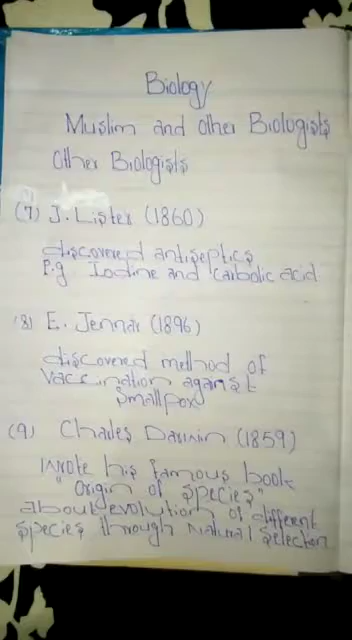 Biology
Muslim and other Biologists
Other Biologists
(7) J. Lister (1860)
discovered antiseptics
e.g Iodine and carbolic acid
(8) E. Jennar (1896)
discovered method of
vaccination against
smallpox
(9) Charles Darwin (1859)
Wrote his famous book
"Origin of species"
about evolution of different
species through Natural Selection